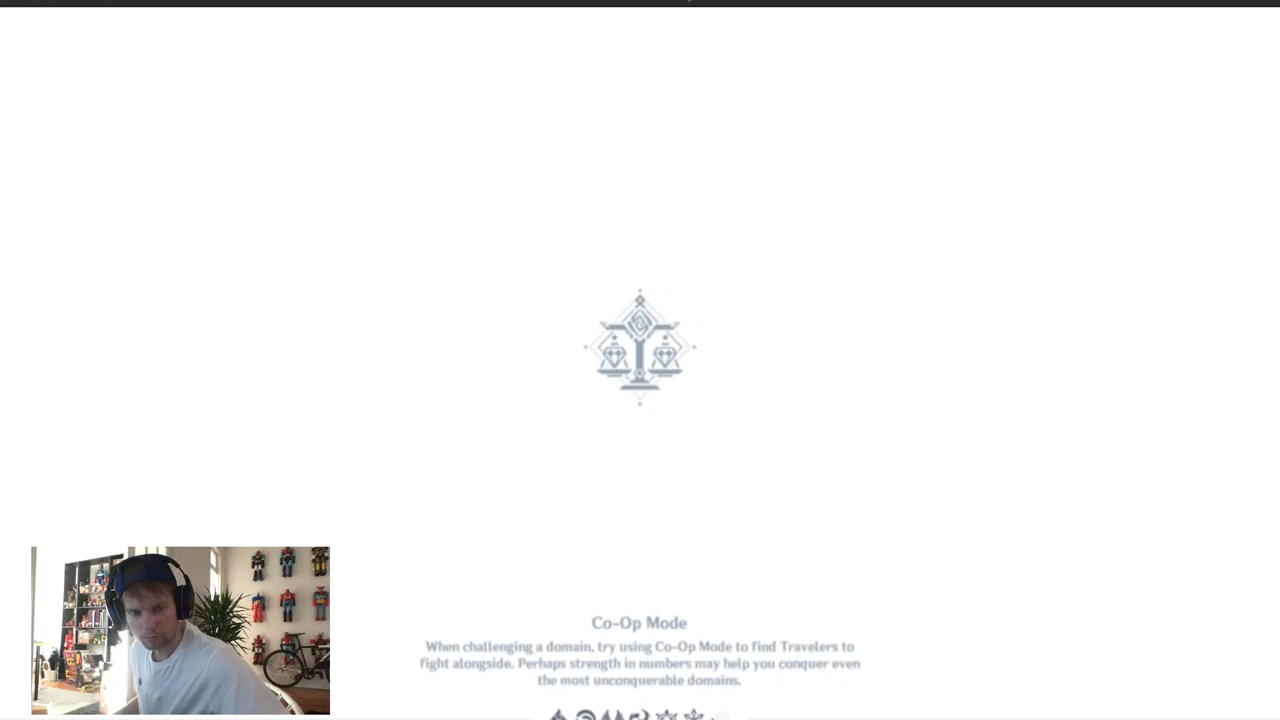 Co-Op Mode
When challenging a domain, try using Co-Op Mode to find Travelers to
fight alongside. Perhaps strength in numbers may help you conquer even
the most unconquerable domains.